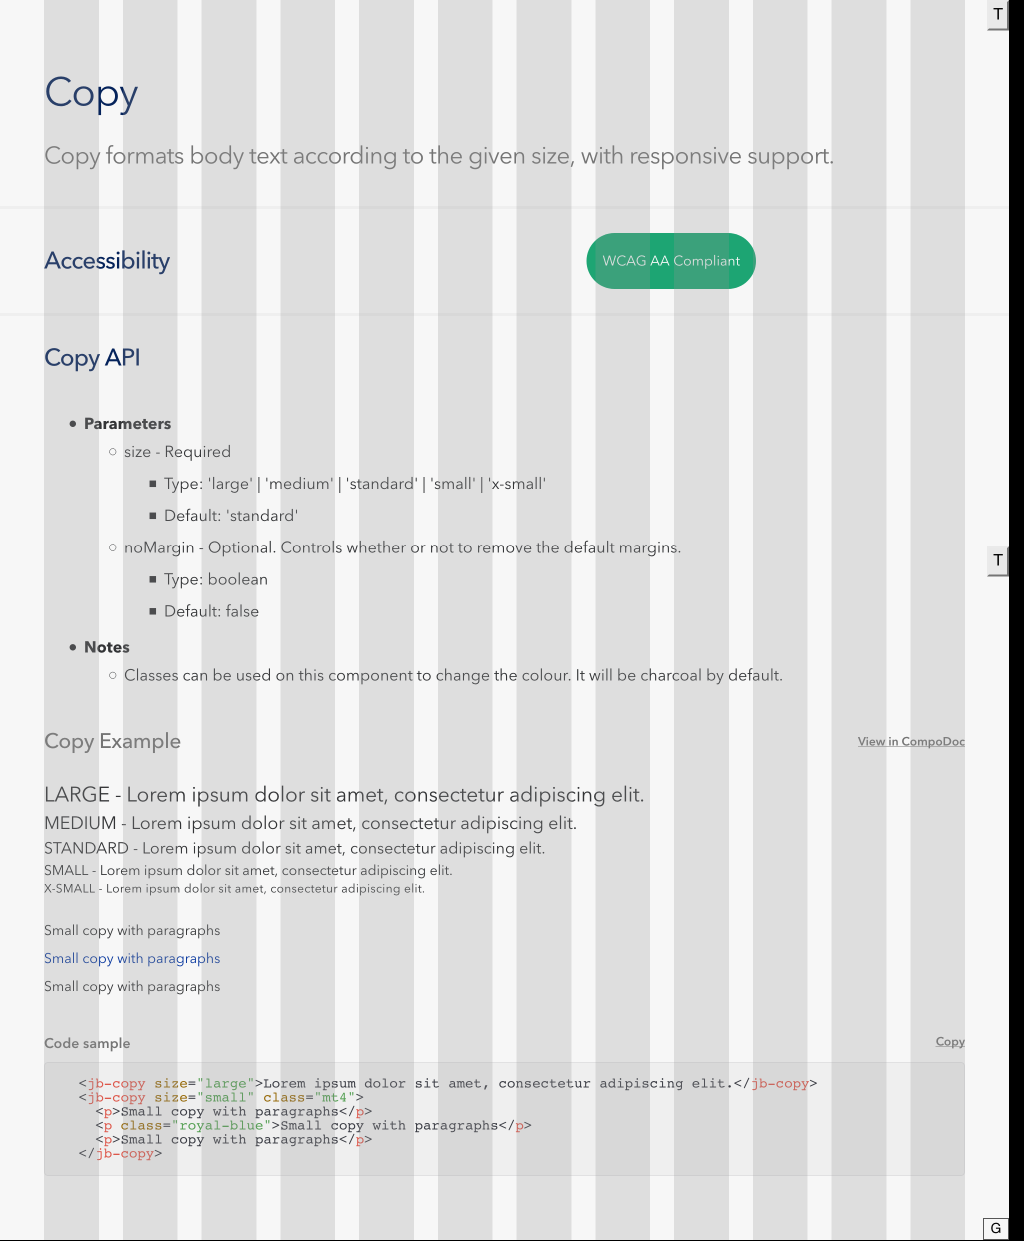 T
Copy
Copy formats body text according to the given size, with responsive support.
Accessibility
WCAG AA Compliant
Copy API
Parameters
size - Required
Type: 'large' | 'medium' | 'standard' | 'small' | 'x-small'
Default: 'standard'
noMargin - Optional. Controls whether or not to remove the default margins.
T
Type: boolean
Default: false
Notes
Classes can be used on this component to change the colour. It will be charcoal by default.
Copy Example
View in CompoDoc
LARGE - Lorem ipsum dolor sit amet, consectetur adipiscing elit.
MEDIUM - Lorem ipsum dolor sit amet, consectetur adipiscing elit.
STANDARD - Lorem ipsum dolor sit amet, consectetur adipiscing elit.
SMALL - Lorem ipsum dolor sit amet, consectetur adipiscing elit.
X-SMALL - Lorem ipsum dolor sit amet, consectetur adipiscing elit.
Small copy with paragraphs
Small copy with paragraphs
Small copy with paragraphs
Code sample
Copy
<jb-copy size="large">Lorem ipsum dolor sit amet, consectetur adipiscing elit.</jb-copy>
<jb-copy size="small" class="mt4">
  <p>Small copy with paragraphs</p>
  <p class="royal-blue">Small copy with paragraphs</p>
  <p>Small copy with paragraphs</p>
</jb-copy>
G